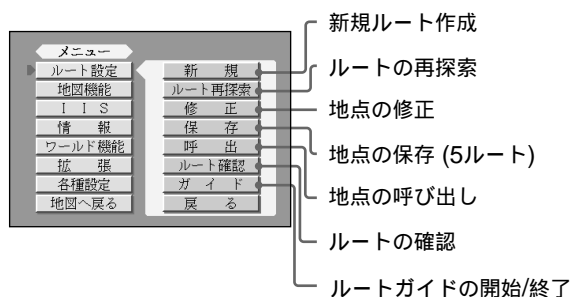 メニュー
ルート設定
地図機能
I I S
情 報
ワールド機能
拡 張
各種設定
地図へ戻る
新 規
ルート再探索
修 正
保 存
呼 出
ルート確認
ガ イ ド
戻 る
新規ルート作成
ルートの再探索
地点の修正
地点の保存 (5ルート)
地点の呼び出し
ルートの確認
ルートガイドの開始/終了